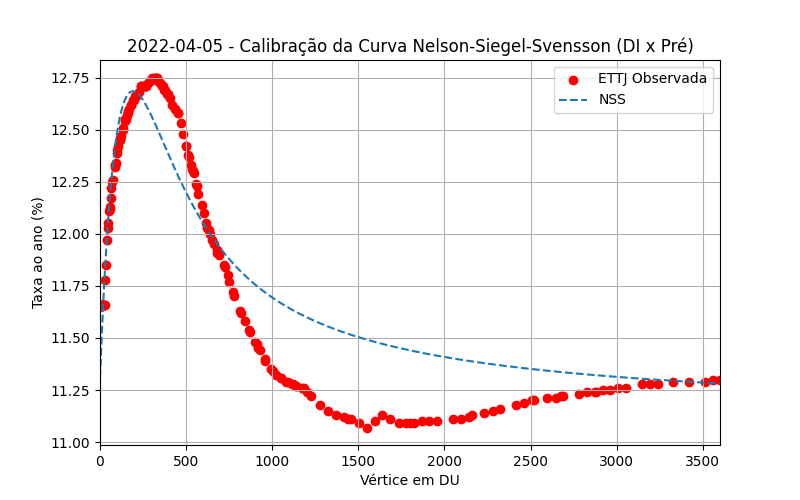 2022-04-05 - Calibração da Curva Nelson-Siegel-Svensson (DI x Pré)
ETTJ Observada
NSS
Taxa ao ano (%)
12.75
12.50
12.25
12.00
11.75
11.50
11.25
11.00
0 500 1000 1500 2000 2500 3000 3500
Vértice em DU